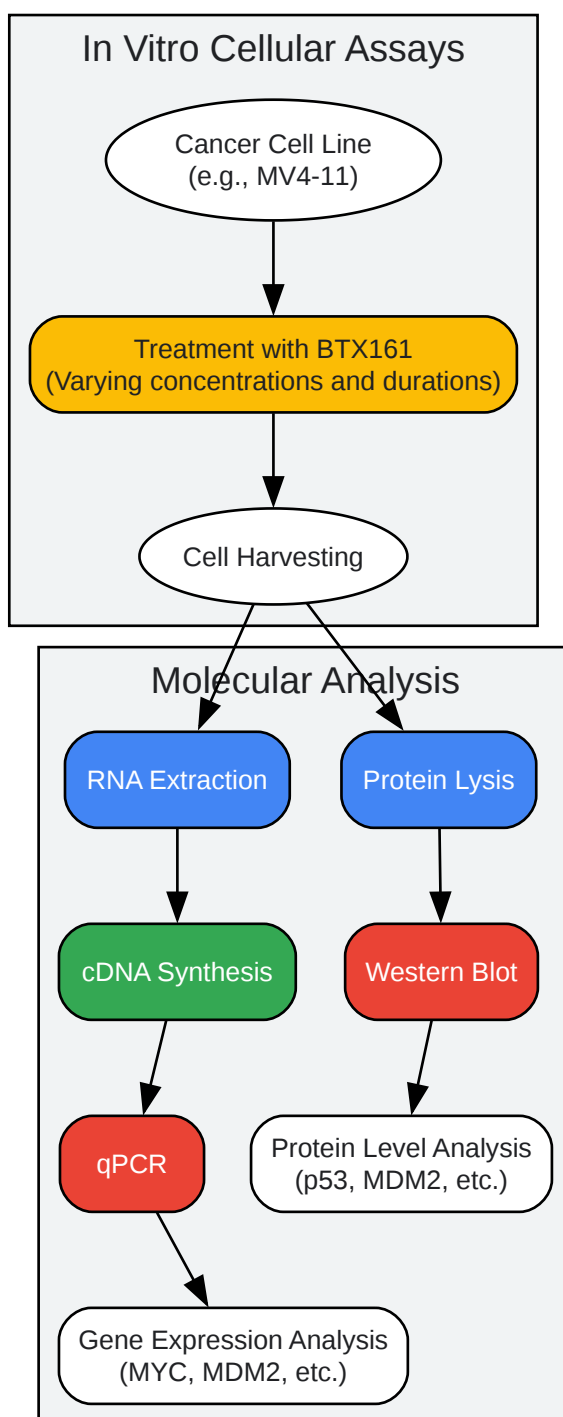 In Vitro Cellular Assays
Cancer Cell Line
(e.g., MV4-11)
Treatment with BTX161
(Varying concentrations and durations)
Cell Harvesting
Molecular Analysis
RNA Extraction
Protein Lysis
cDNA Synthesis
Western Blot
qPCR
Protein Level Analysis
(p53, MDM2, etc.)
Gene Expression Analysis
(MYC, MDM2, etc.)